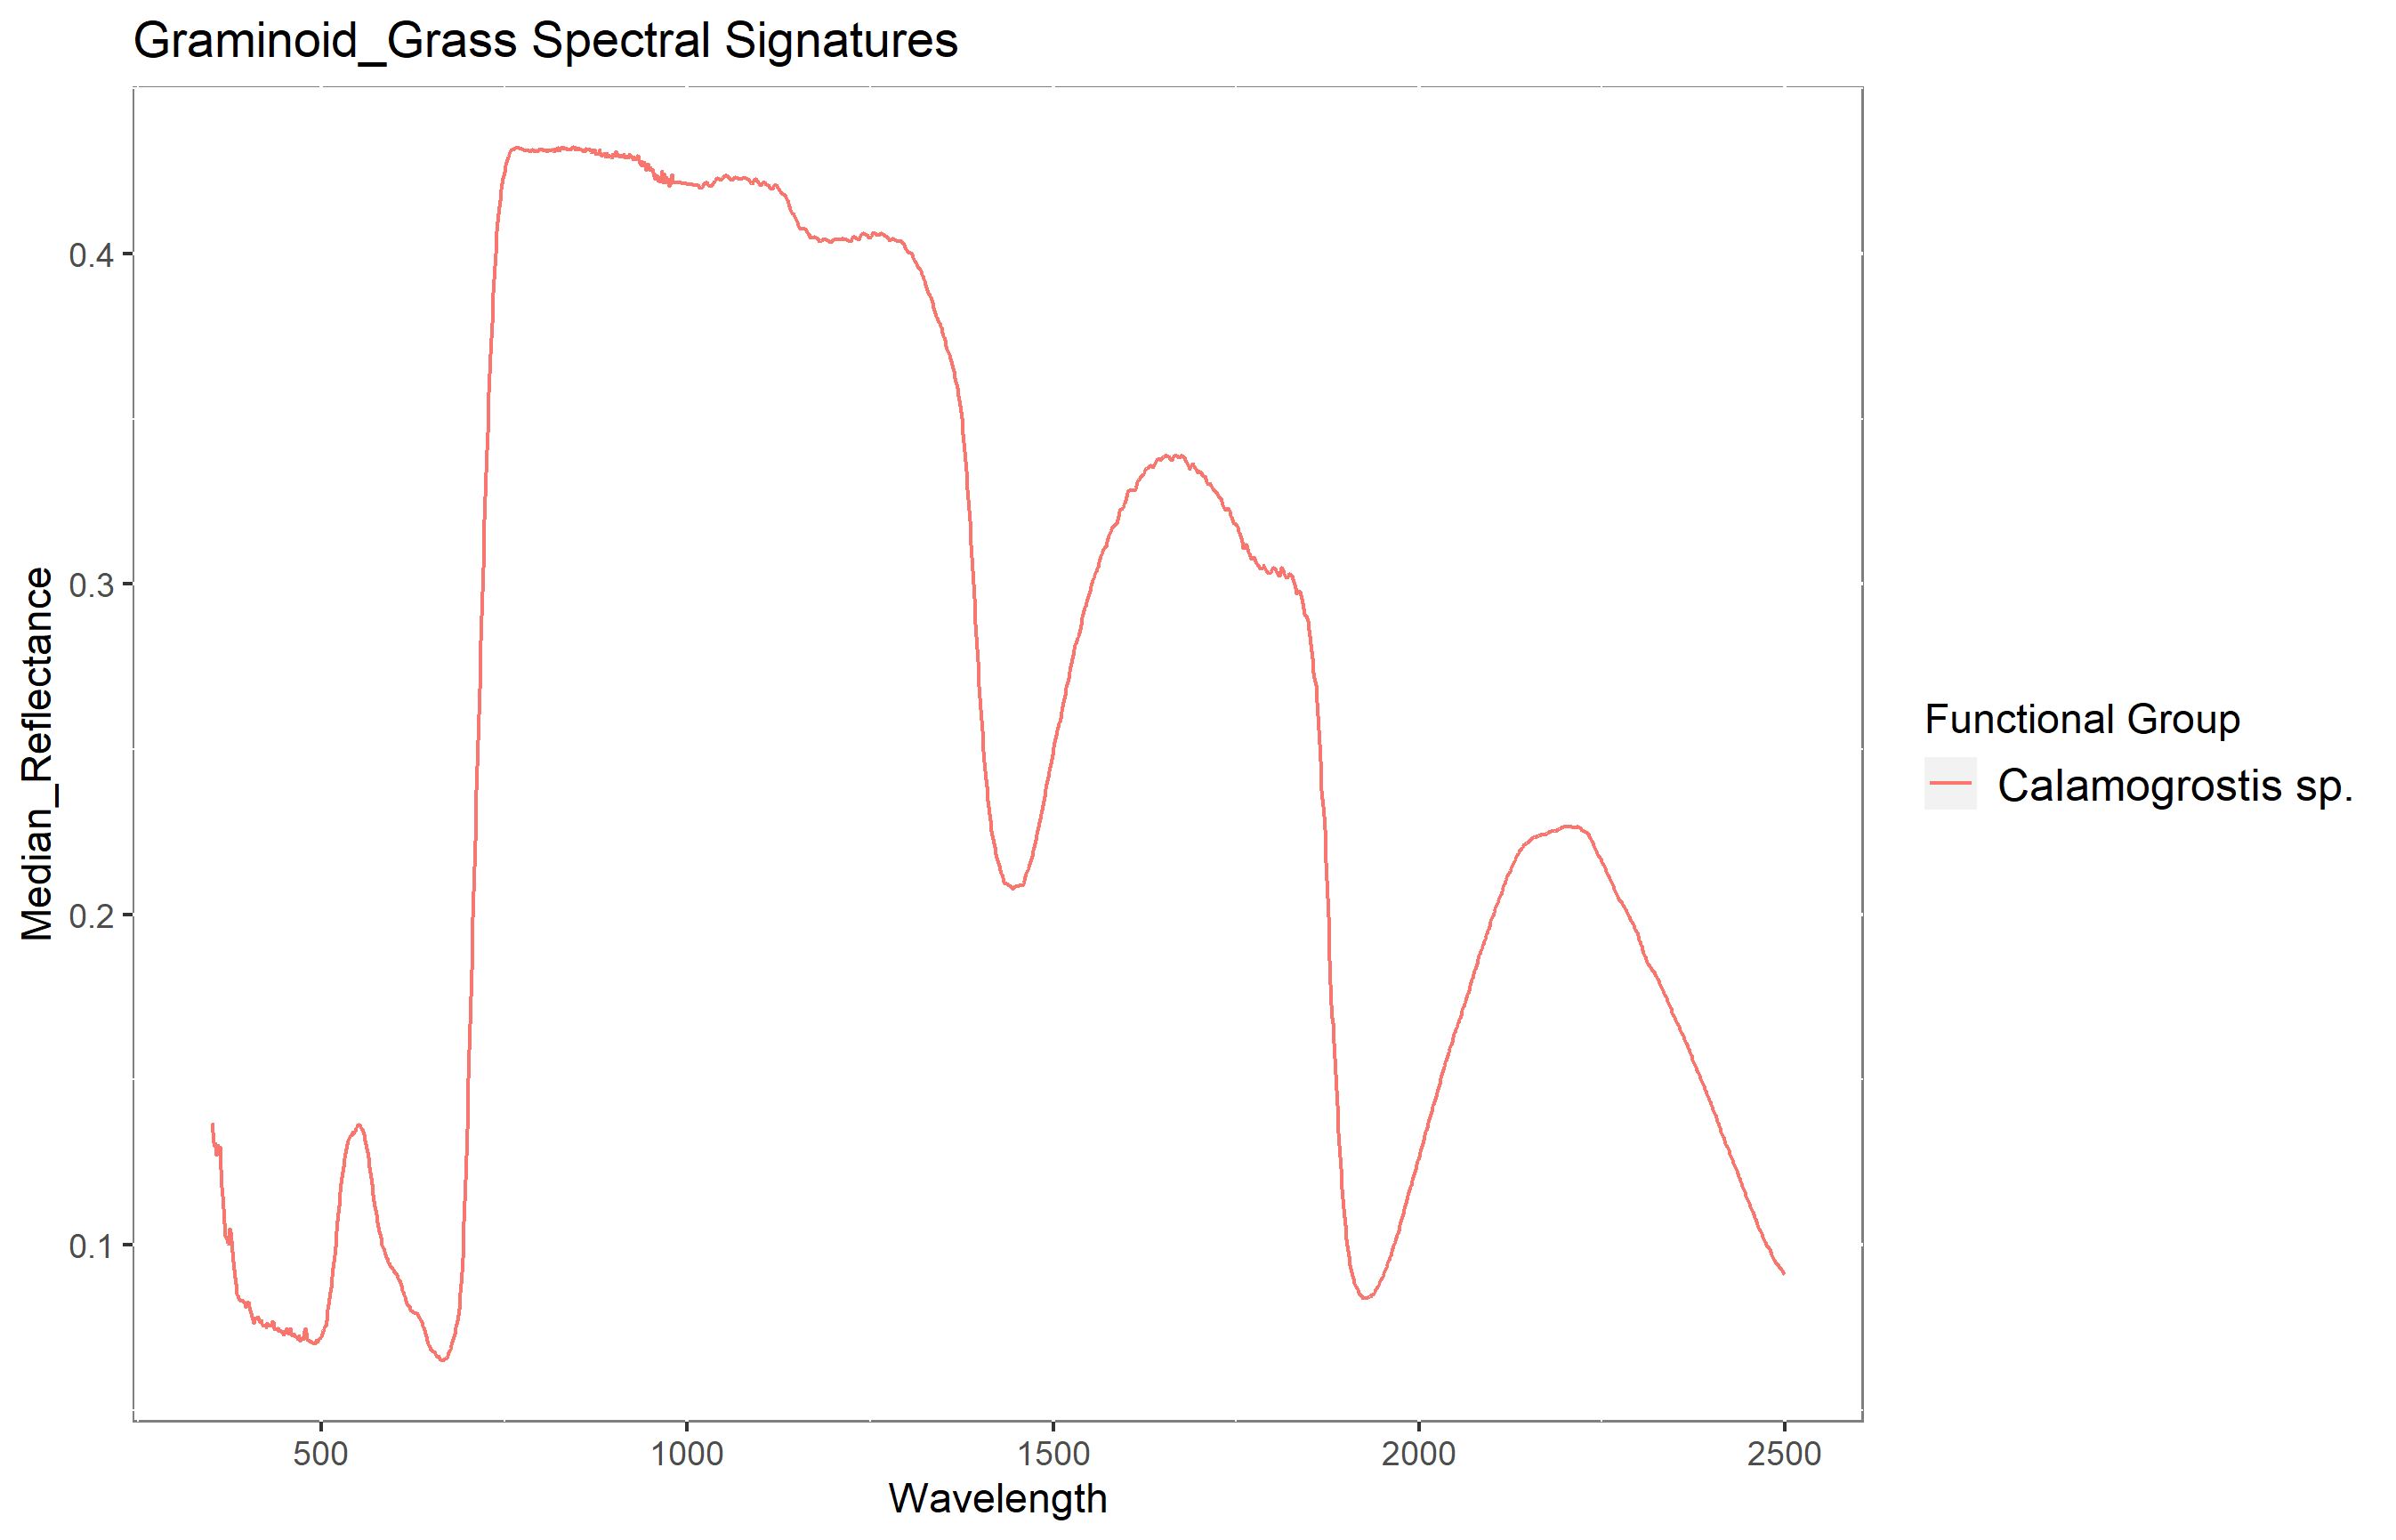 Graminoid_Grass Spectral Signatures
0.4
0.3
0.2
0.1
Median_Reflectance
500 1000 1500 2000 2500
Wavelength
Functional Group
Calamogrostis sp.